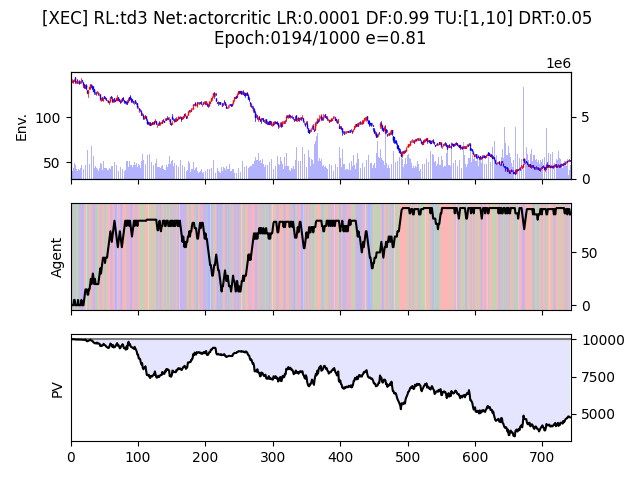 [XEC] RL:td3 Net:actorcritic LR:0.0001 DF:0.99 TU:[1,10] DRT:0.05
Epoch:0194/1000 e=0.81
1e6
Env.
100
50
5
0
Agent
50
0
PV
10000
7500
5000
0 100 200 300 400 500 600 700